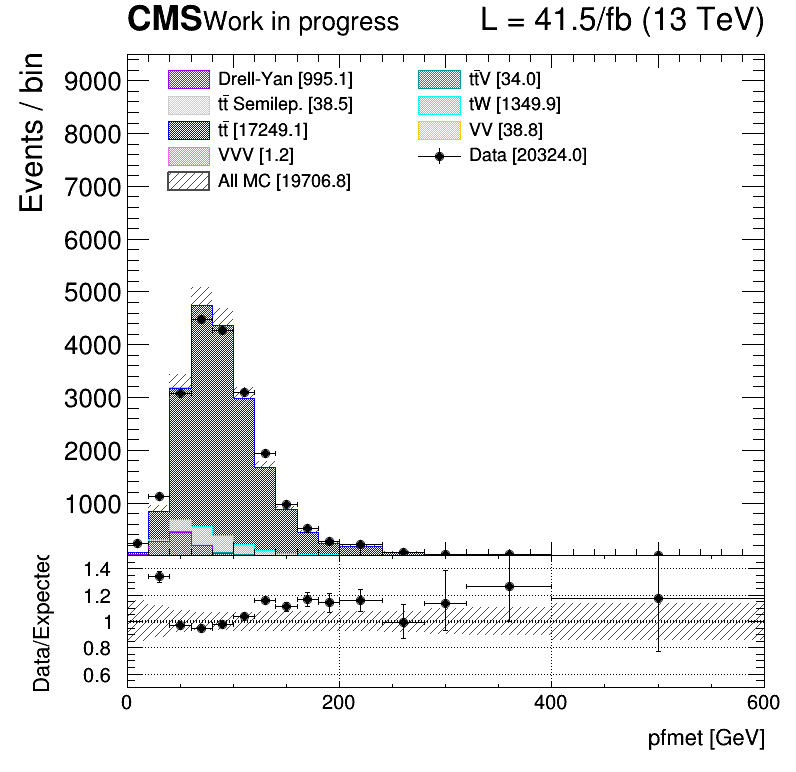 CMS Work in progress L = 41.5/fb (13 TeV)
Events / bin
9000
8000
7000
6000
5000
4000
3000
2000
1000
Drell-Yan [995.1]
tt̄ Semilep. [38.5]
tt̄ [17249.1]
VVV [1.2]
All MC [19706.8]
tt̄V [34.0]
tW [1349.9]
VV [38.8]
Data [20324.0]
Data/Expected
1.4
1.2
1
0.8
0.6
0 200 400 600
pfmet [GeV]